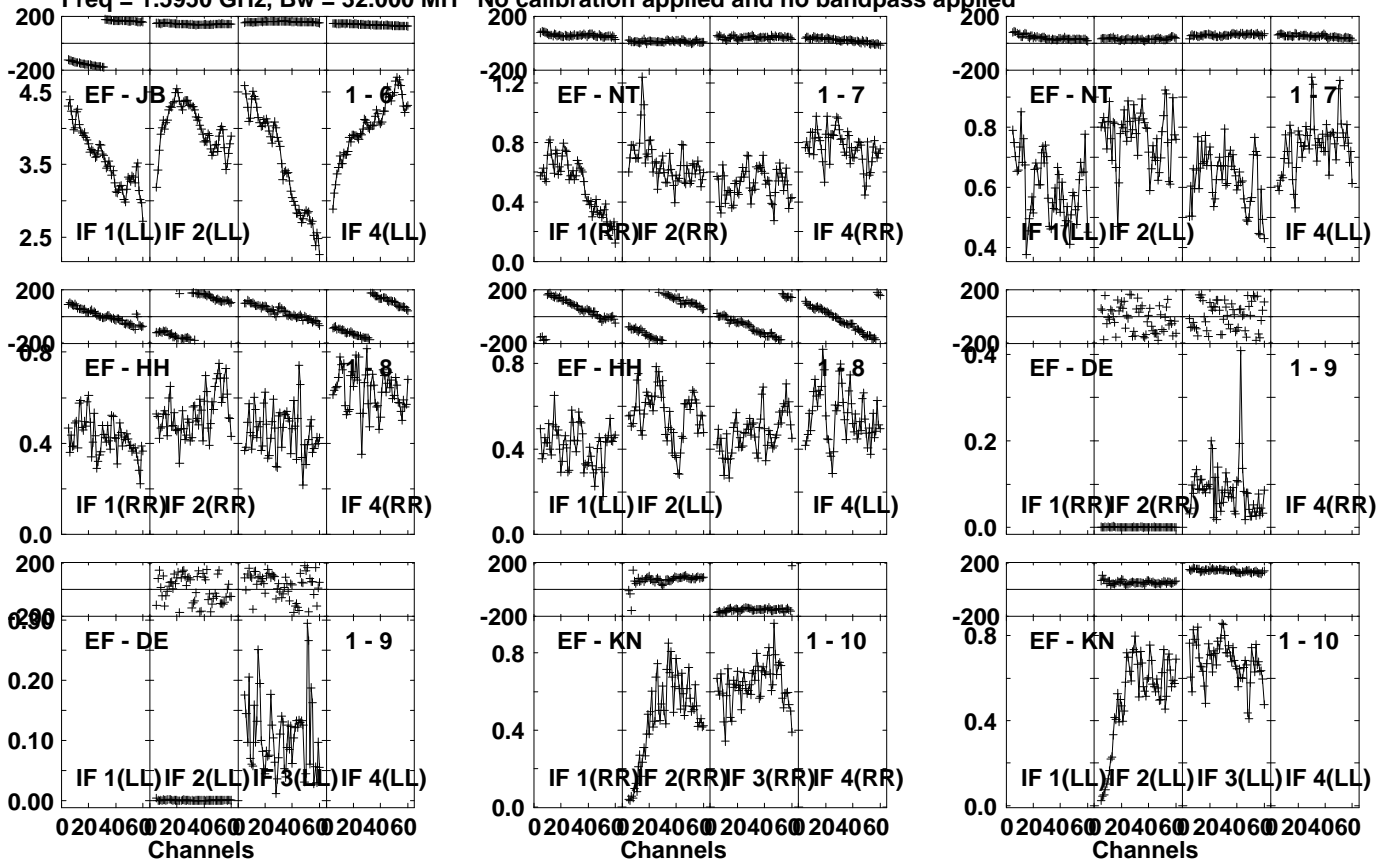 Freq = 1.5950 GHz, Bw = 32.000 MH No calibration applied and no bandpass applied
200
-200
EF - JB 1 - 6
4.5
3.5
2.5
IF 1(LL) IF 2(LL) IF 4(LL)
200
-200
1.2
EF - NT 1 - 7
0.8
0.4
0.0
IF 1(RR) IF 2(RR) IF 4(RR)
200
-200
EF - NT 1 - 7
0.8
0.6
0.4
IF 1(LL) IF 2(LL) IF 4(LL)
200
-200
0.8
EF - HH 1 - 8
0.4
0.0
IF 1(RR) IF 2(RR) IF 4(RR)
200
-200
0.8
EF - HH 1 - 8
0.4
0.0
IF 1(LL) IF 2(LL) IF 4(LL)
200
-200
0.4
EF - DE 1 - 9
0.2
0.0
IF 1(RR) IF 2(RR) IF 4(RR)
200
-200
0.30
EF - DE 1 - 9
0.20
0.10
0.00
IF 1(LL) IF 2(LL) IF 3(LL) IF 4(LL)
0 20 40 60 0 20 40 60 0 20 40 60 0 20 40 60
Channels
200
-200
EF - KN 1 - 10
0.8
0.4
0.0
IF 1(RR) IF 2(RR) IF 3(RR) IF 4(RR)
0 20 40 60 0 20 40 60 0 20 40 60 0 20 40 60
Channels
200
-200
EF - KN 1 - 10
0.8
0.4
0.0
IF 1(LL) IF 2(LL) IF 3(LL) IF 4(LL)
0 20 40 60 0 20 40 60 0 20 40 60 0 20 40 60
Channels